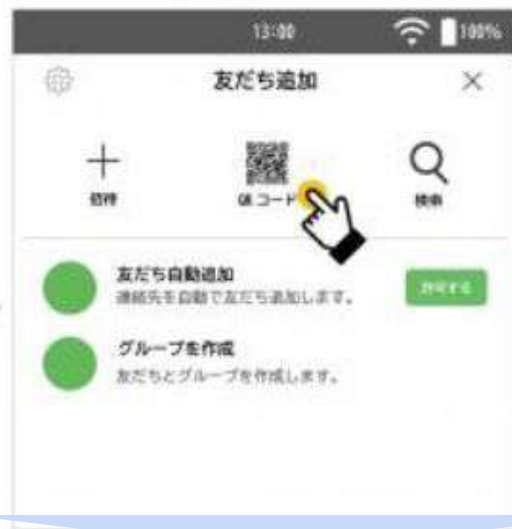 13:00 100%
友だち追加
招待 QRコード 検索
友だち自動追加
連絡先を自動で友だち追加します。
許可する
グループを作成
友だちとグループを作成します。